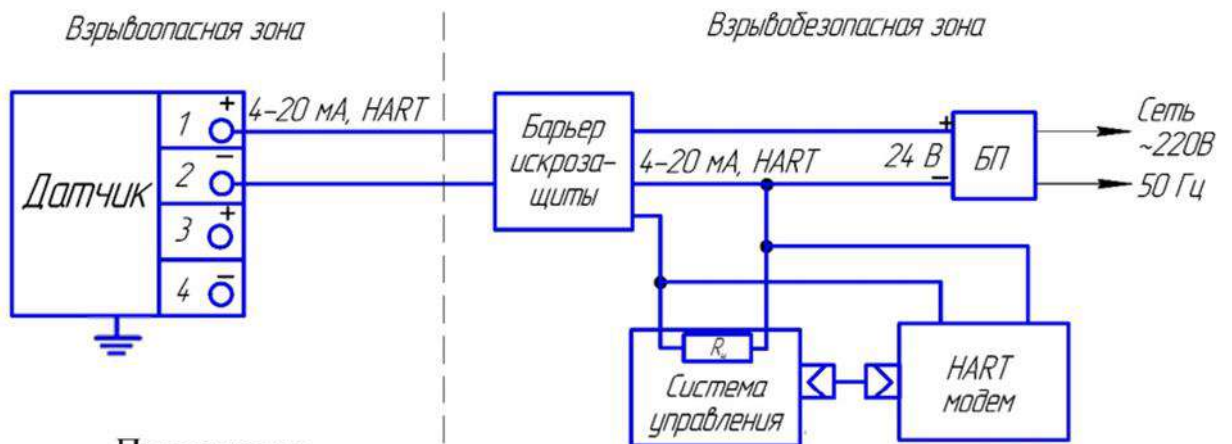 Взрывоопасная зона
Взрывобезопасная зона
Датчик
1 +
2 −
3 +
4 −
4-20 мА, HART
Барьер
искроза-
щиты
4-20 мА, HART
+
24 В
−
БП
Сеть
~220В
50 Гц
Rн
Система
управления
HART
модем